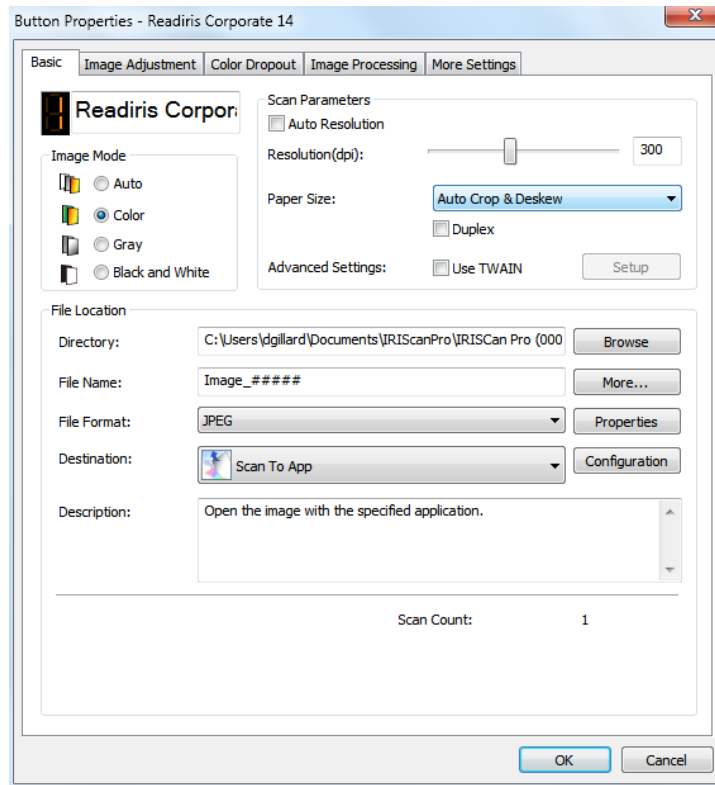 Button Properties - Readiris Corporate 14
Basic
Image Adjustment
Color Dropout
Image Processing
More Settings
Readiris Corpor
Image Mode
Auto
Color
Gray
Black and White
Scan Parameters
Auto Resolution
Resolution(dpi):
300
Paper Size:
Auto Crop & Deskew
Duplex
Advanced Settings:
Use TWAIN
Setup
File Location
Directory:
C:\Users\dgillard\Documents\IRIScanPro\IRISCan Pro (000
Browse
File Name:
Image_#####
More...
File Format:
JPEG
Properties
Destination:
Scan To App
Configuration
Description:
Open the image with the specified application.
Scan Count:
1
OK
Cancel